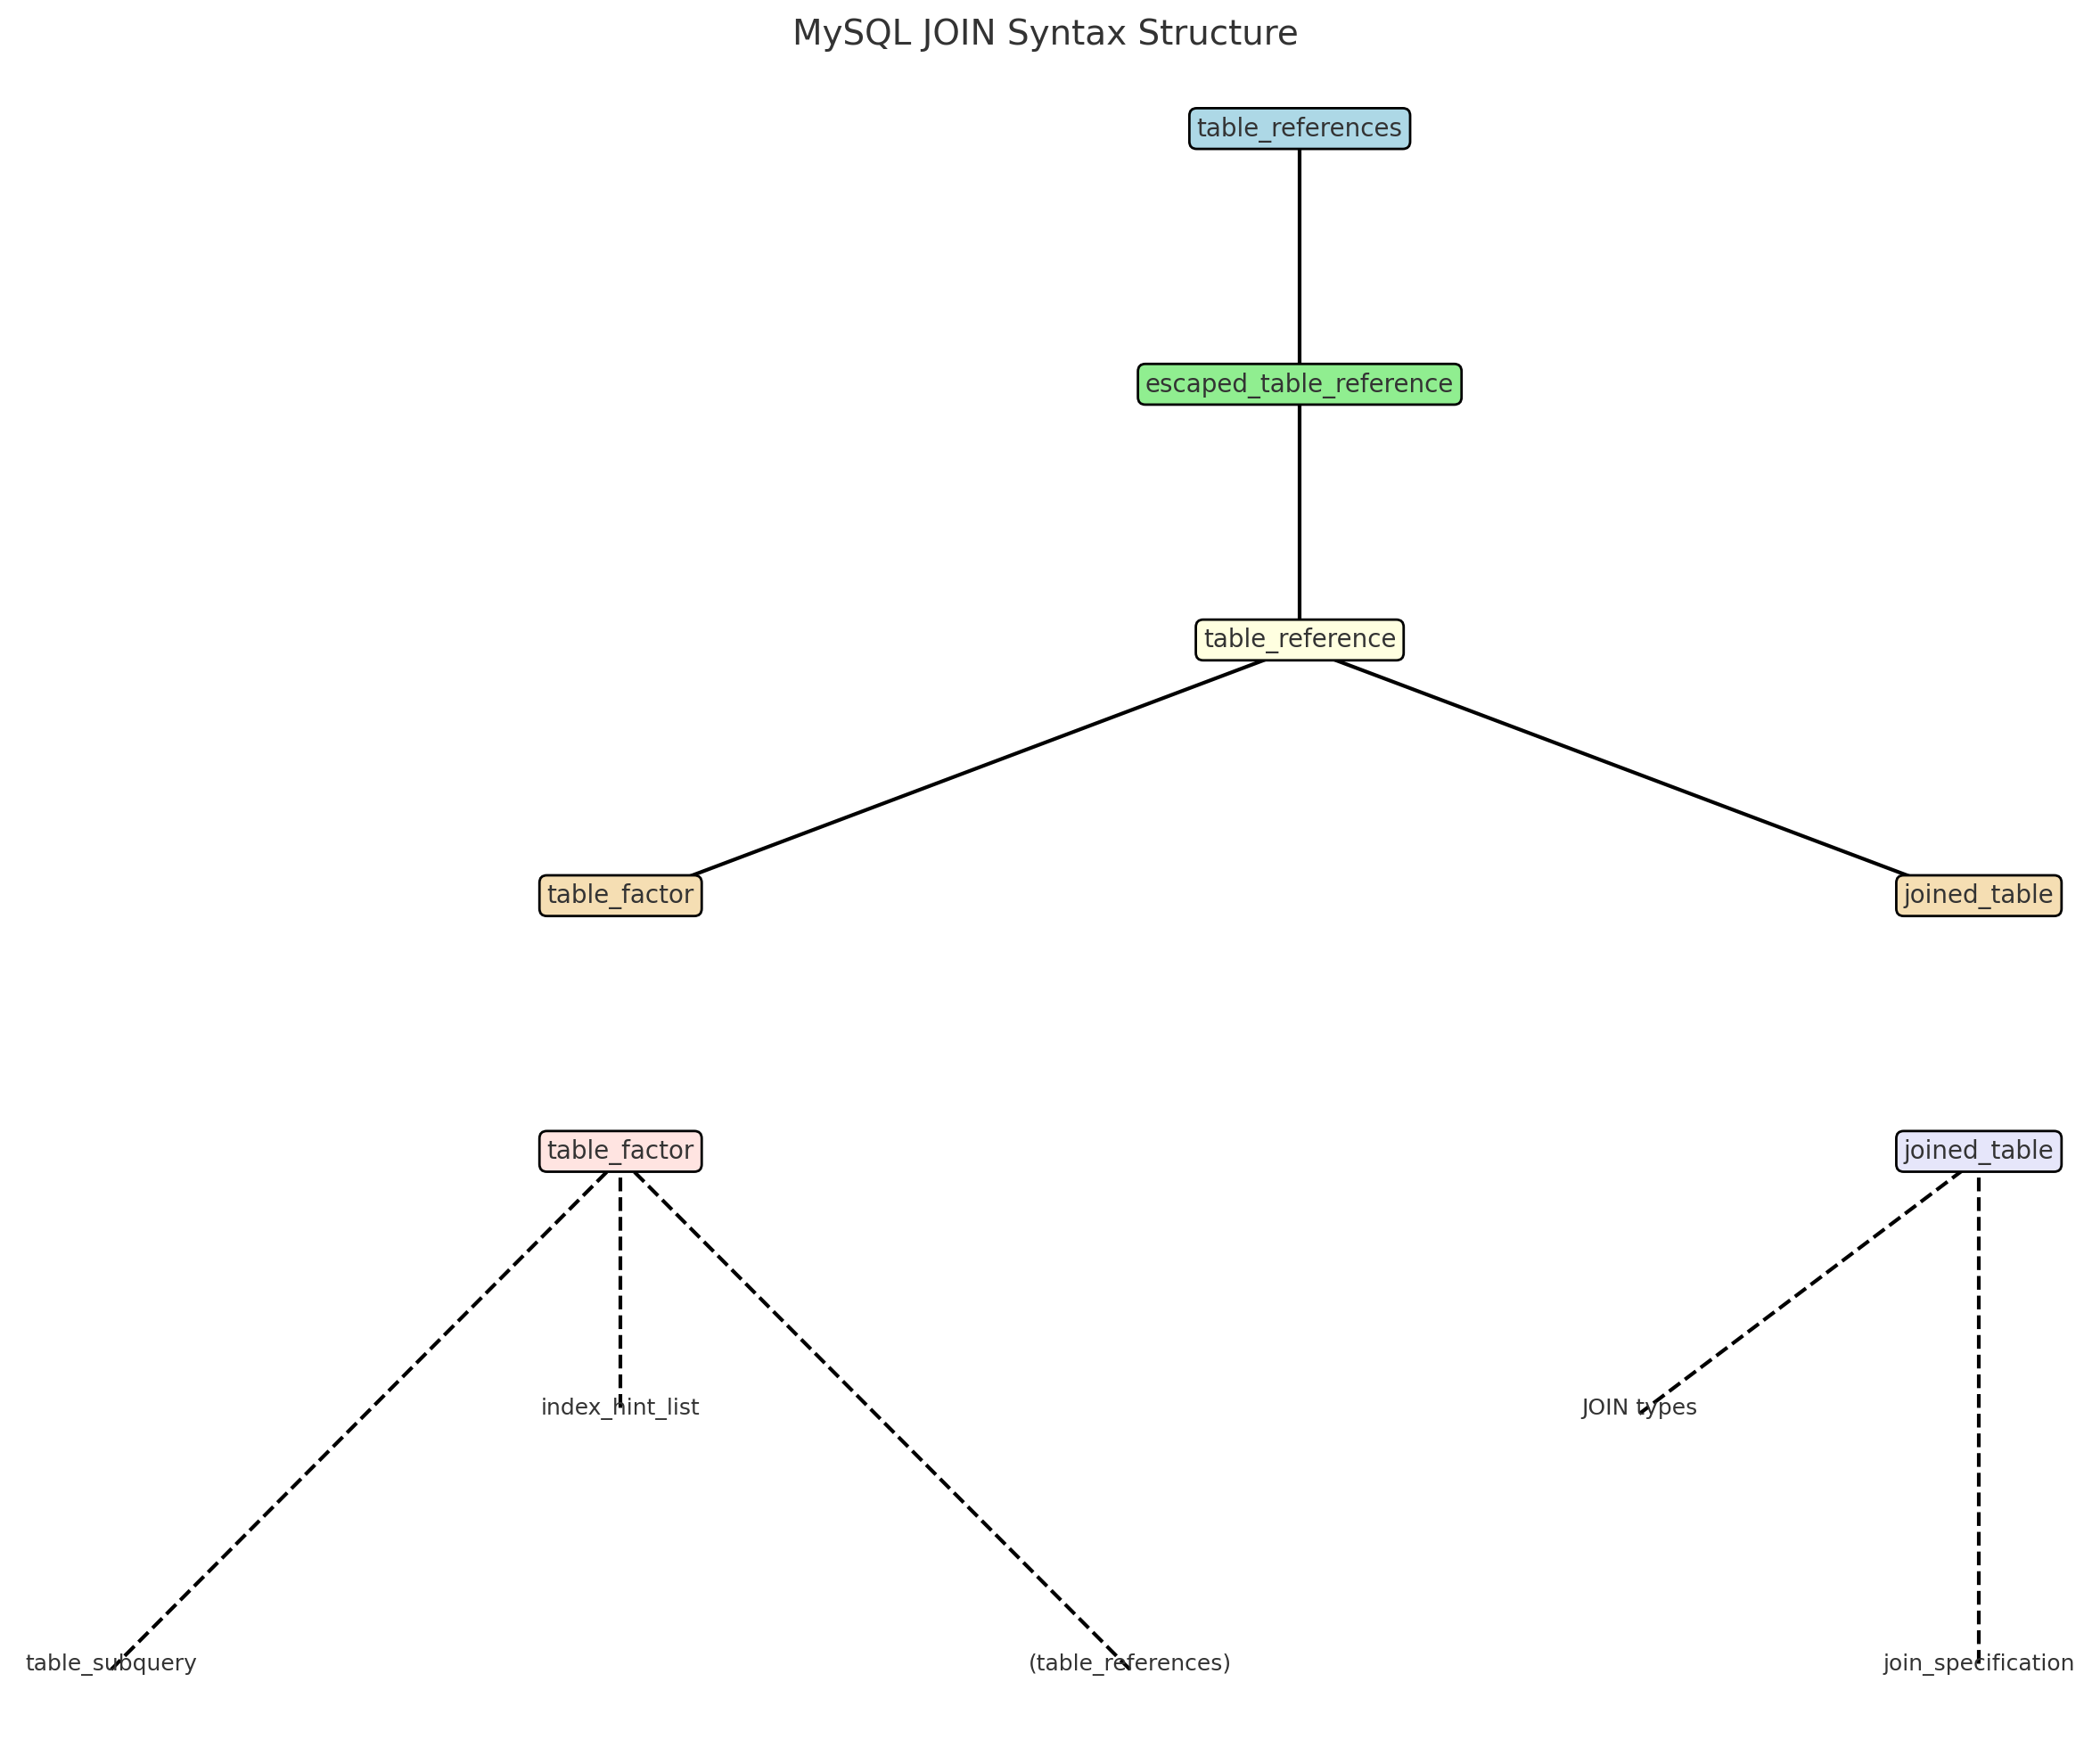 MySQL JOIN Syntax Structure
table_references
escaped_table_reference
table_reference
table_factor
joined_table
table_factor
joined_table
index_hint_list
JOIN types
table_subquery
(table_references)
join_specification